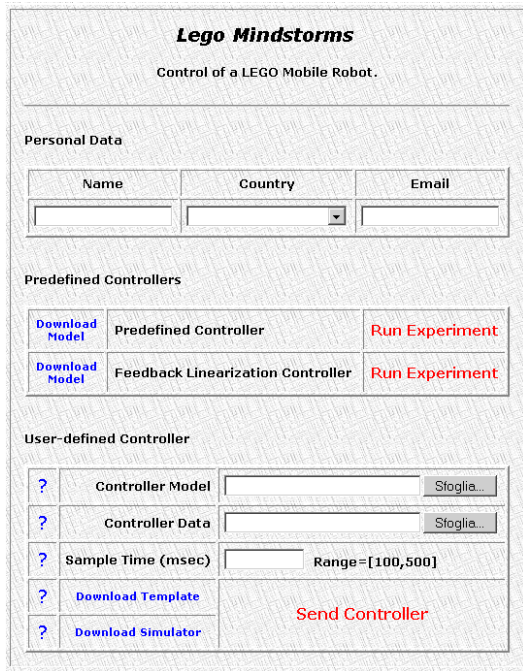 Lego Mindstorms
Control of a LEGO Mobile Robot.
Personal Data
Name Country Email
Predefined Controllers
Download Model Predefined Controller Run Experiment
Download Model Feedback Linearization Controller Run Experiment
User-defined Controller
? Controller Model Sfoglia...
? Controller Data Sfoglia...
? Sample Time (msec) Range=[100,500]
? Download Template
Send Controller
? Download Simulator